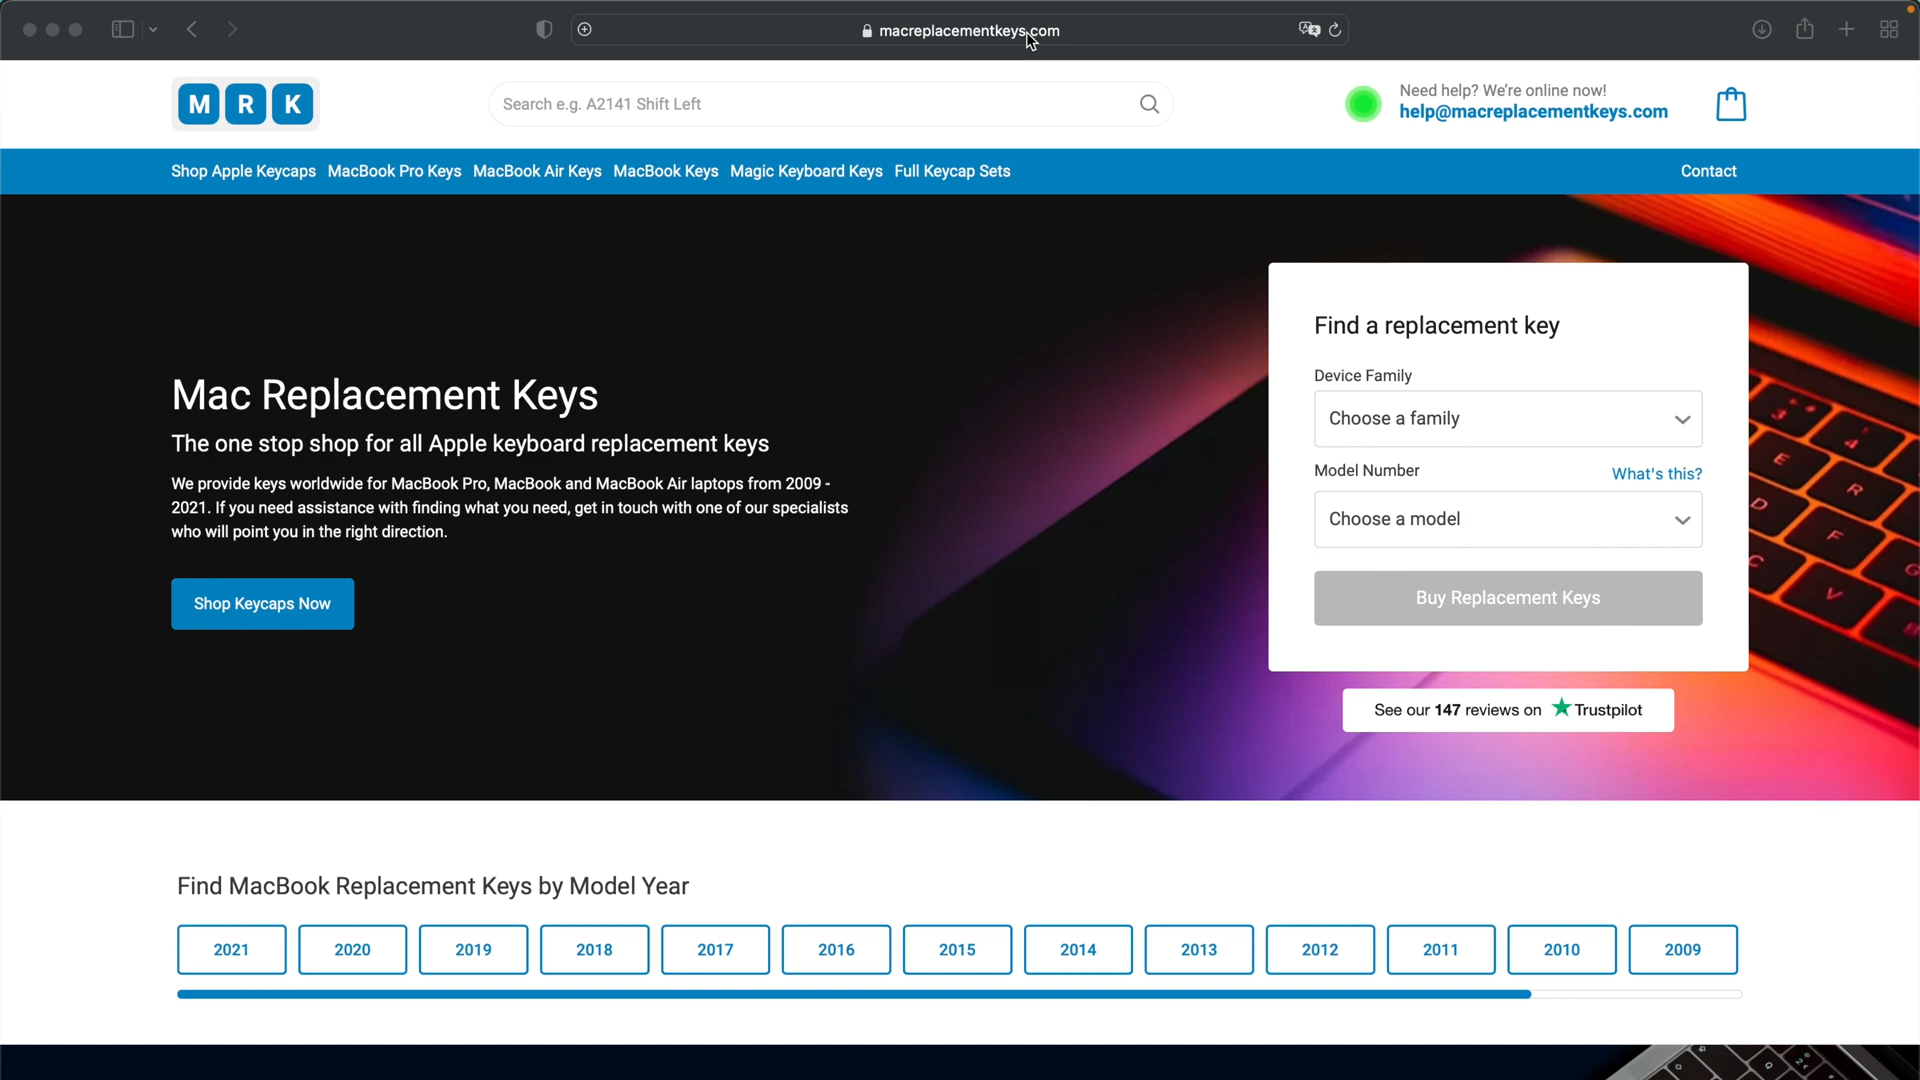 macreplacementkeys.com
M R K
Search e.g. A2141 Shift Left
Need help? We're online now!
help@macreplacementkeys.com
Shop Apple Keycaps MacBook Pro Keys MacBook Air Keys MacBook Keys Magic Keyboard Keys Full Keycap Sets Contact
Mac Replacement Keys
The one stop shop for all Apple keyboard replacement keys
We provide keys worldwide for MacBook Pro, MacBook and MacBook Air laptops from 2009 -
2021. If you need assistance with finding what you need, get in touch with one of our specialists
who will point you in the right direction.
Shop Keycaps Now
Find a replacement key
Device Family
Choose a family
Model Number What's this?
Choose a model
Buy Replacement Keys
See our 147 reviews on Trustpilot
3
4
E
R
D
F
G
C
V
Find MacBook Replacement Keys by Model Year
2021 2020 2019 2018 2017 2016 2015 2014 2013 2012 2011 2010 2009